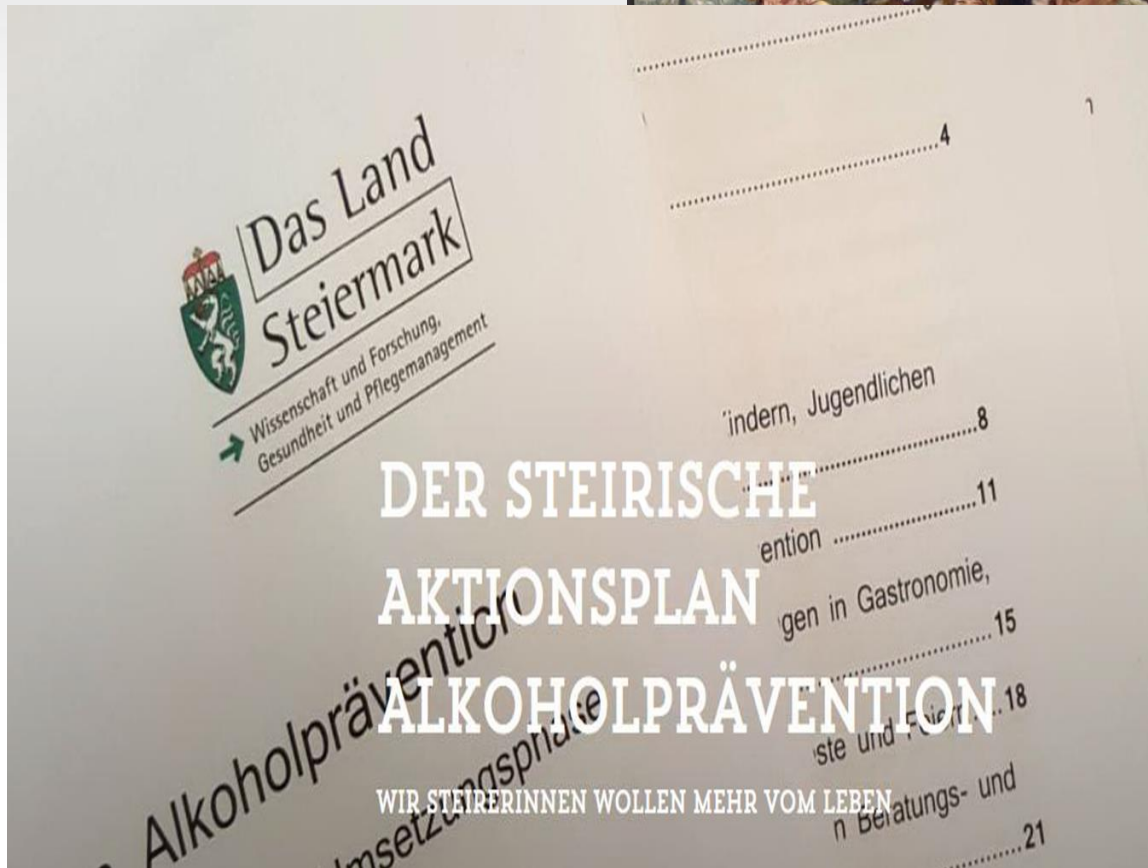 Das Land
Steiermark
Wissenschaft und Forschung,
Gesundheit und Pflegemanagement
Alkoholprävention
msetzungsphase
4
indern, Jugendlichen
8
ention
11
gen in Gastronomie,
15
ste und Feiern
18
n Beratungs- und
21
DER STEIRISCHE
AKTIONSPLAN
ALKOHOLPRÄVENTION
WIR STEIRERINNEN WOLLEN MEHR VOM LEBEN